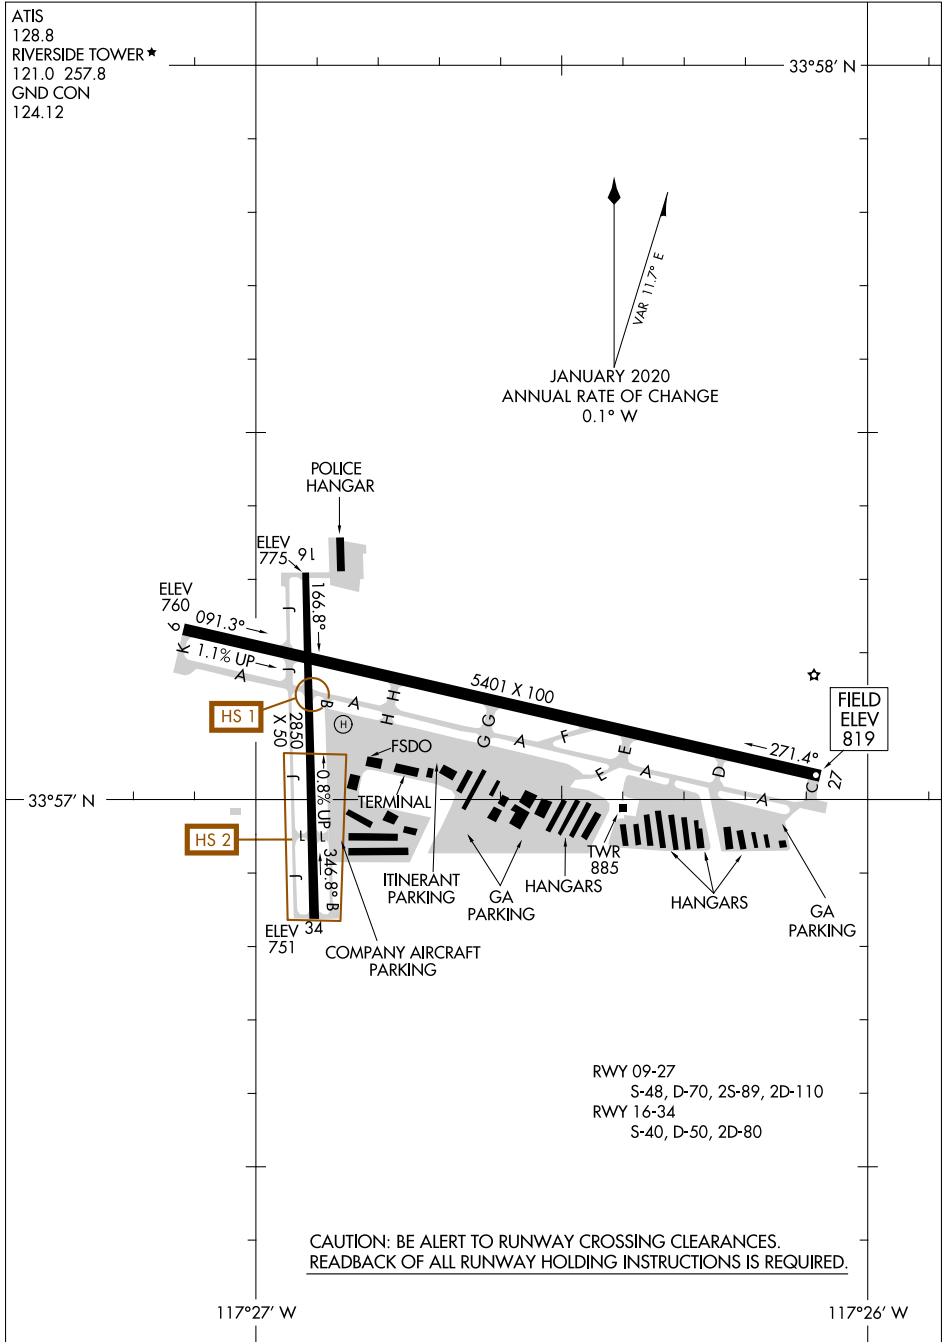 ATIS
128.8
RIVERSIDE TOWER★
121.0 257.8
GND CON
124.12
33°58' N
VAR 11.7° E
JANUARY 2020
ANNUAL RATE OF CHANGE
0.1° W
POLICE
HANGAR
ELEV
775
16
166.8°
ELEV
760
9
091.3°
1.1% UP
K
A
J
J
5401 X 100
HS 1
2850
X 50
B
A
H
H
H
H
G
G
G
A
F
E
E
A
D
A
C
271.4°
27
FIELD
ELEV
819
FSDO
TERMINAL
33°57' N
0.8% UP
J
HS 2
L
L
J
346.8°
B
34
ELEV
751
ITINERANT
PARKING
GA
PARKING
HANGARS
TWR
885
HANGARS
GA
PARKING
COMPANY AIRCRAFT
PARKING
RWY 09-27
S-48, D-70, 2S-89, 2D-110
RWY 16-34
S-40, D-50, 2D-80
CAUTION: BE ALERT TO RUNWAY CROSSING CLEARANCES.
READBACK OF ALL RUNWAY HOLDING INSTRUCTIONS IS REQUIRED.
117°27' W
117°26' W